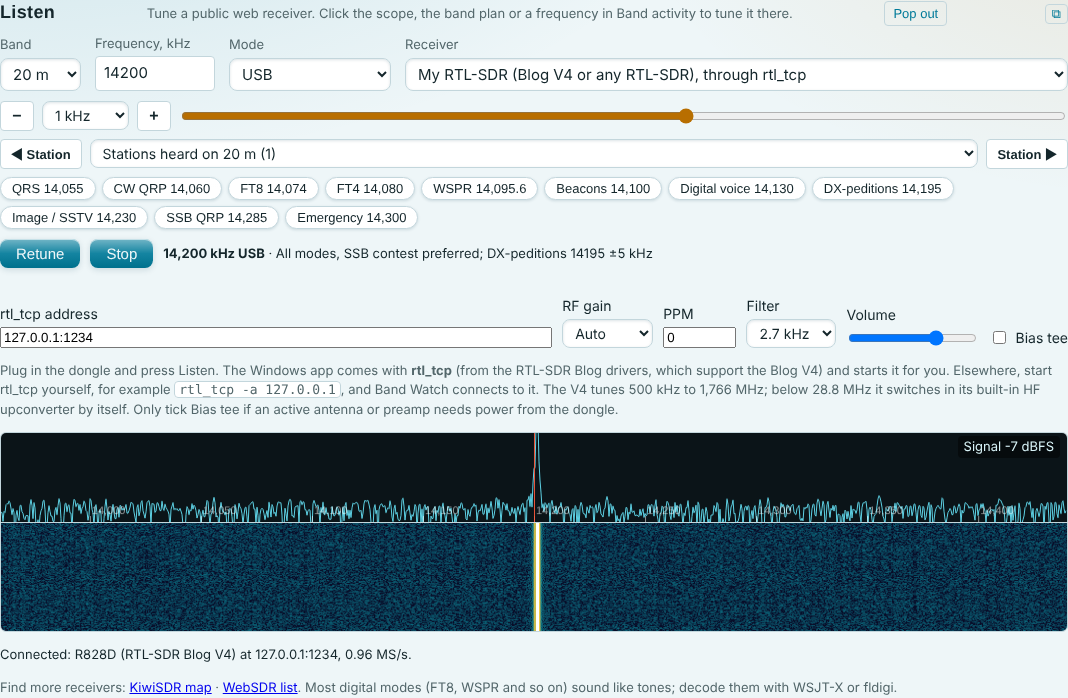 Listen Tune a public web receiver. Click the scope, the band plan or a frequency in Band activity to tune it there. Pop out
Band Frequency, kHz Mode Receiver
20 m 14200 USB My RTL-SDR (Blog V4 or any RTL-SDR), through rtl_tcp
− 1 kHz +
◀ Station Stations heard on 20 m (1) Station ▶
QRS 14,055 CW QRP 14,060 FT8 14,074 FT4 14,080 WSPR 14,095.6 Beacons 14,100 Digital voice 14,130 DX-peditions 14,195
Image / SSTV 14,230 SSB QRP 14,285 Emergency 14,300
Retune Stop 14,200 kHz USB · All modes, SSB contest preferred; DX-peditions 14195 ±5 kHz
rtl_tcp address RF gain PPM Filter Volume
127.0.0.1:1234 Auto 0 2.7 kHz Bias tee
Plug in the dongle and press Listen. The Windows app comes with rtl_tcp (from the RTL-SDR Blog drivers, which support the Blog V4) and starts it for you. Elsewhere, start
rtl_tcp yourself, for example rtl_tcp -a 127.0.0.1, and Band Watch connects to it. The V4 tunes 500 kHz to 1,766 MHz; below 28.8 MHz it switches in its built-in HF
upconverter by itself. Only tick Bias tee if an active antenna or preamp needs power from the dongle.
Signal -7 dBFS
Connected: R828D (RTL-SDR Blog V4) at 127.0.0.1:1234, 0.96 MS/s.
Find more receivers: KiwiSDR map · WebSDR list. Most digital modes (FT8, WSPR and so on) sound like tones; decode them with WSJT-X or fldigi.